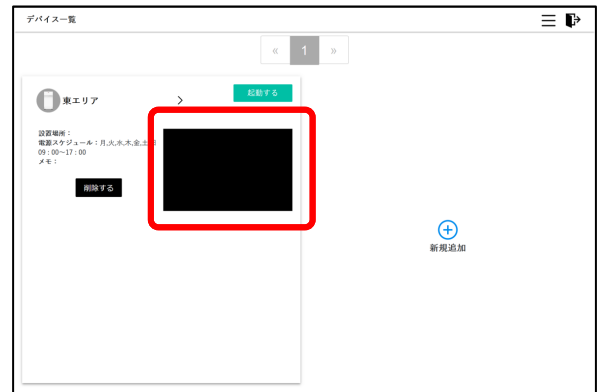 デバイス一覧
« 1 »
東エリア
起動する
設置場所：
電源スケジュール：月,火,水,木,金,土,日
09：00〜17：00
メモ：
削除する
新規追加